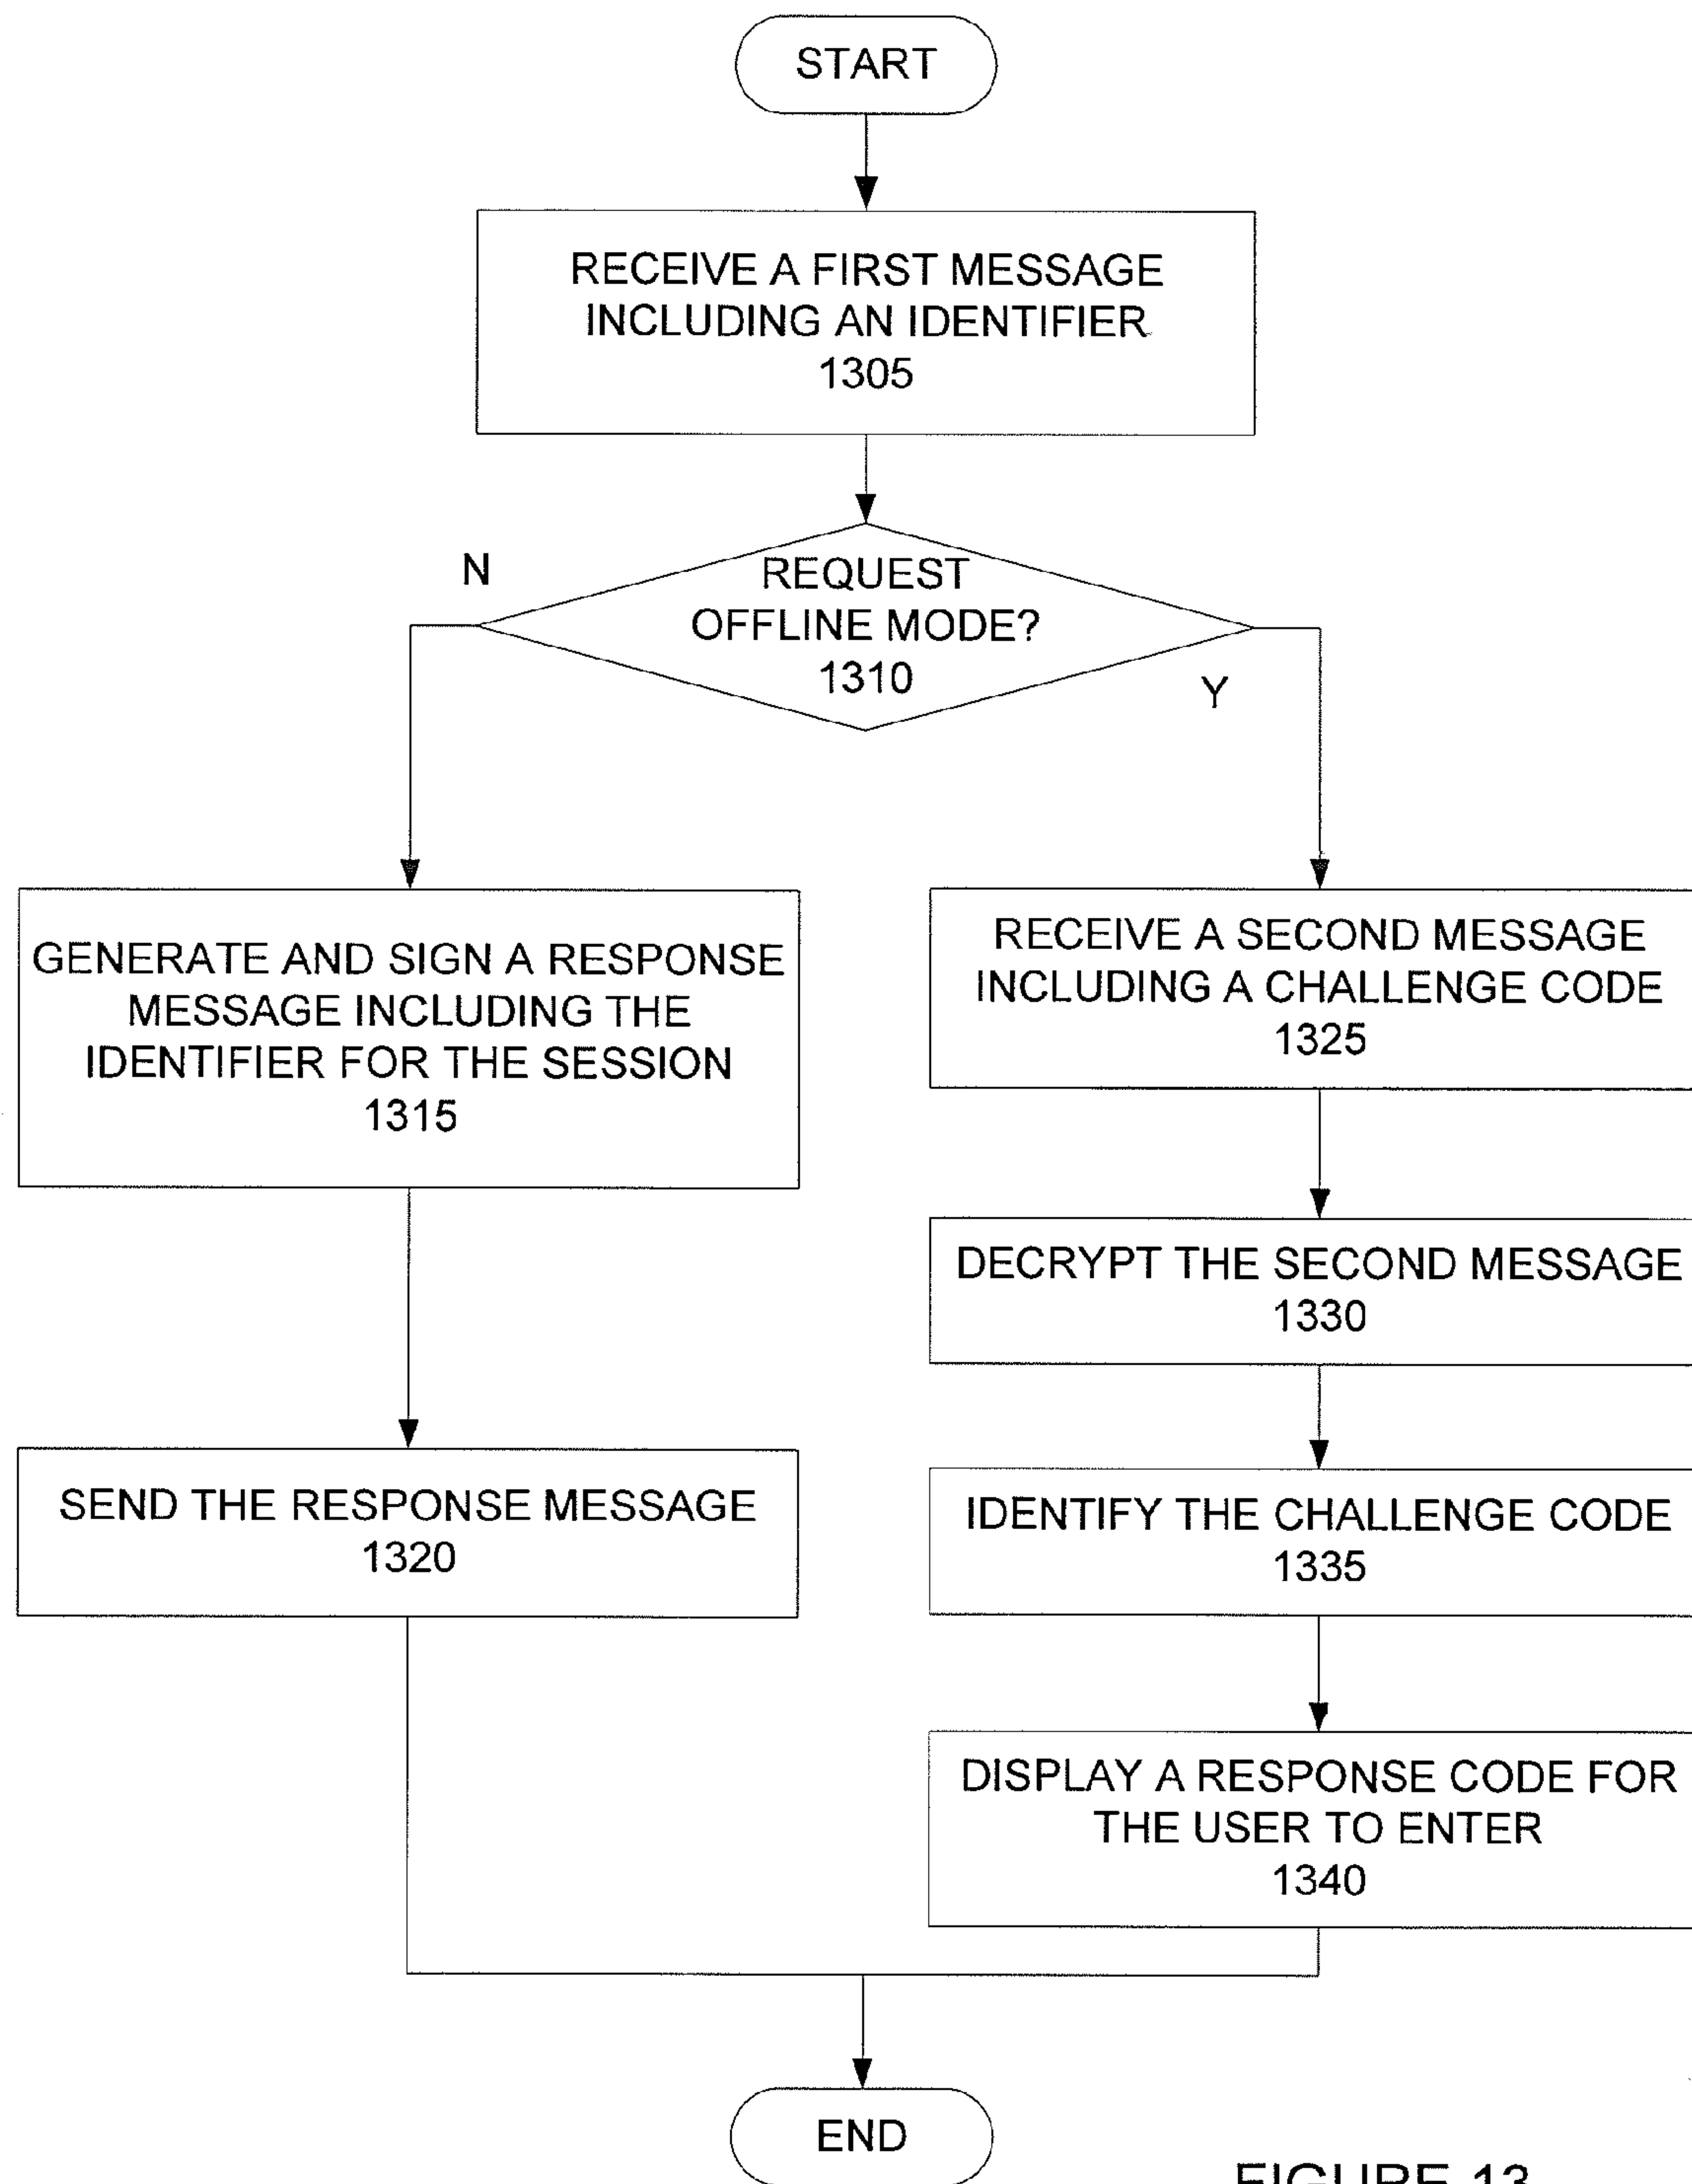 START
RECEIVE A FIRST MESSAGE
INCLUDING AN IDENTIFIER
1305
N
REQUEST
OFFLINE MODE?
1310
Y
GENERATE AND SIGN A RESPONSE
MESSAGE INCLUDING THE
IDENTIFIER FOR THE SESSION
1315
SEND THE RESPONSE MESSAGE
1320
RECEIVE A SECOND MESSAGE
INCLUDING A CHALLENGE CODE
1325
DECRYPT THE SECOND MESSAGE
1330
IDENTIFY THE CHALLENGE CODE
1335
DISPLAY A RESPONSE CODE FOR
THE USER TO ENTER
1340
END
FIGURE 13